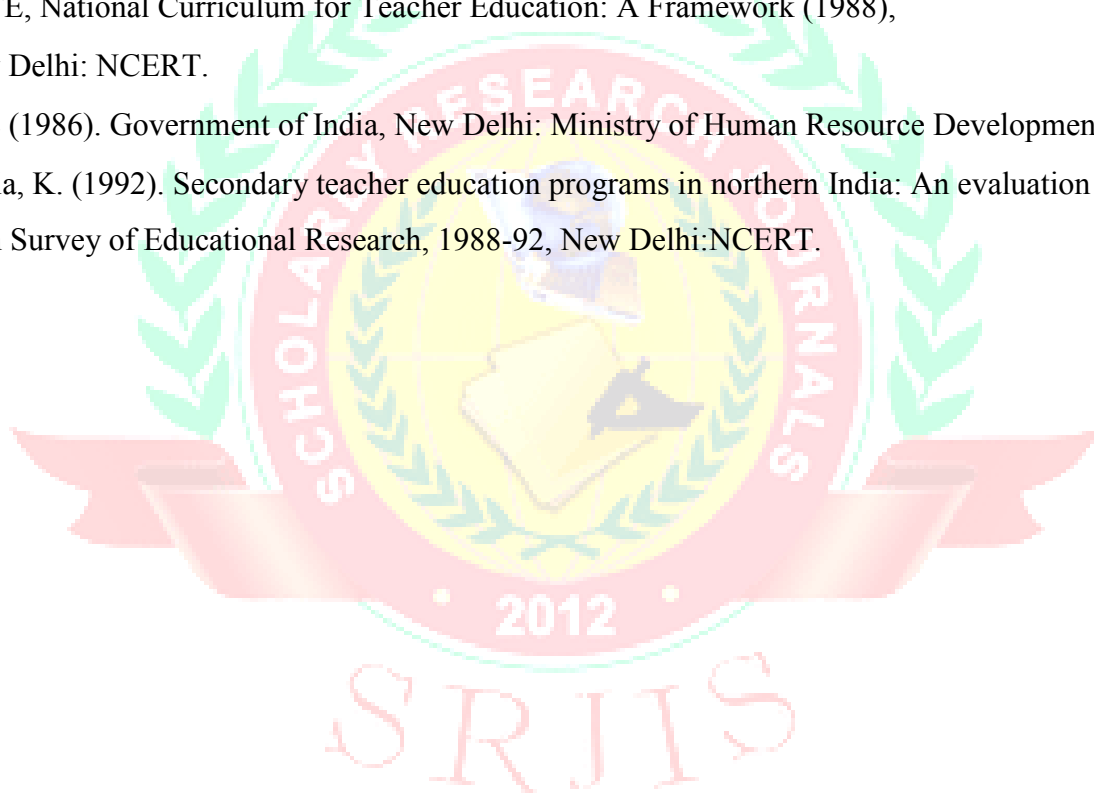 E, National Curriculum for Teacher Education: A Framework (1988),
Delhi: NCERT.
(1986). Government of India, New Delhi: Ministry of Human Resource Developmen
a, K. (1992). Secondary teacher education programs in northern India: An evaluation
Survey of Educational Research, 1988-92, New Delhi:NCERT.
SCHOLARLY RESEARCH JOURNALS
2012
SRJIS